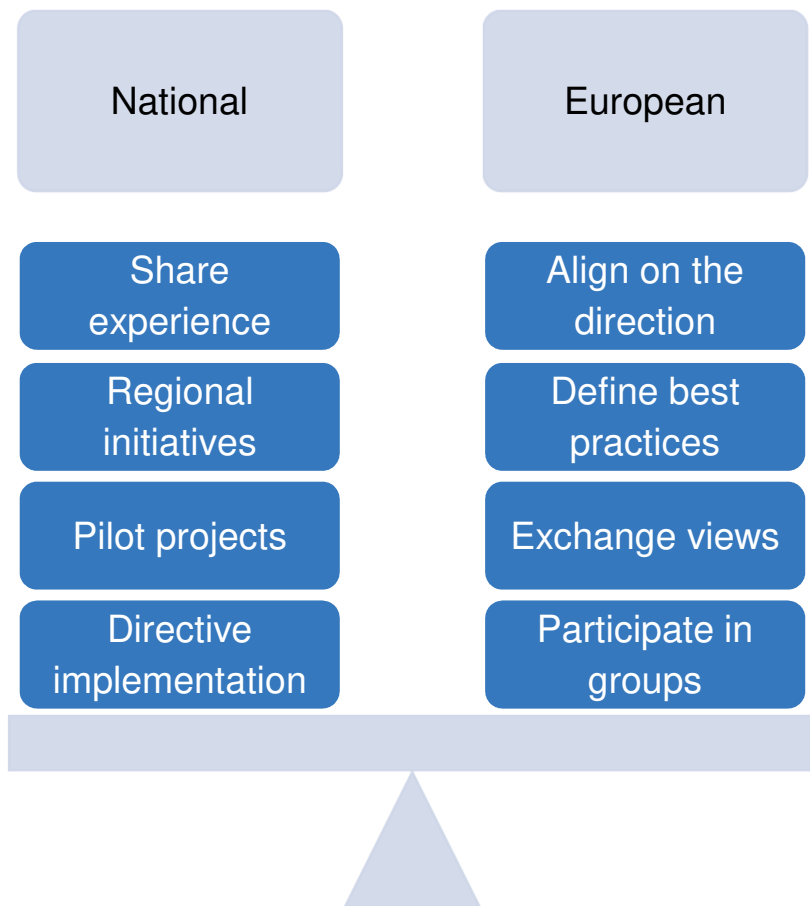 National
European
Share
experience
Regional
initiatives
Pilot projects
Directive
implementation
Align on the
direction
Define best
practices
Exchange views
Participate in
groups